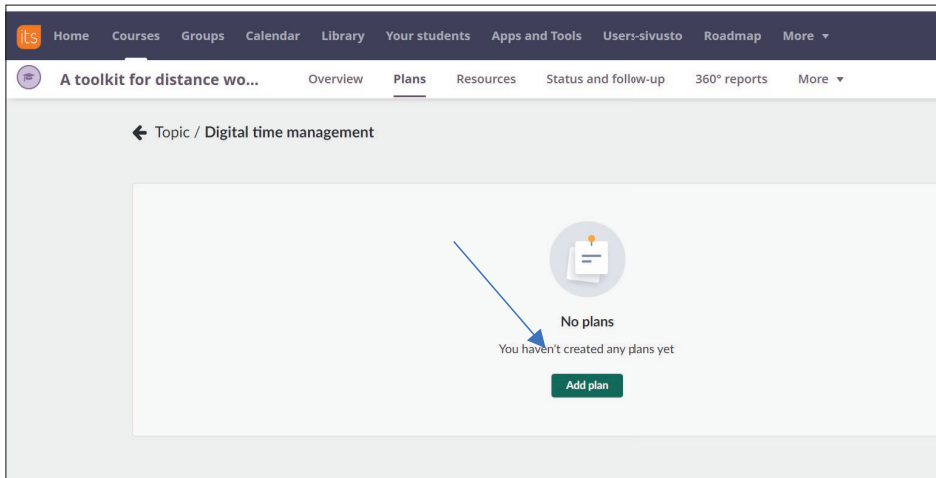 its Home Courses Groups Calendar Library Your students Apps and Tools Users-sivusto Roadmap More
A toolkit for distance wo... Overview Plans Resources Status and follow-up 360° reports More
Topic / Digital time management
No plans
You haven't created any plans yet
Add plan